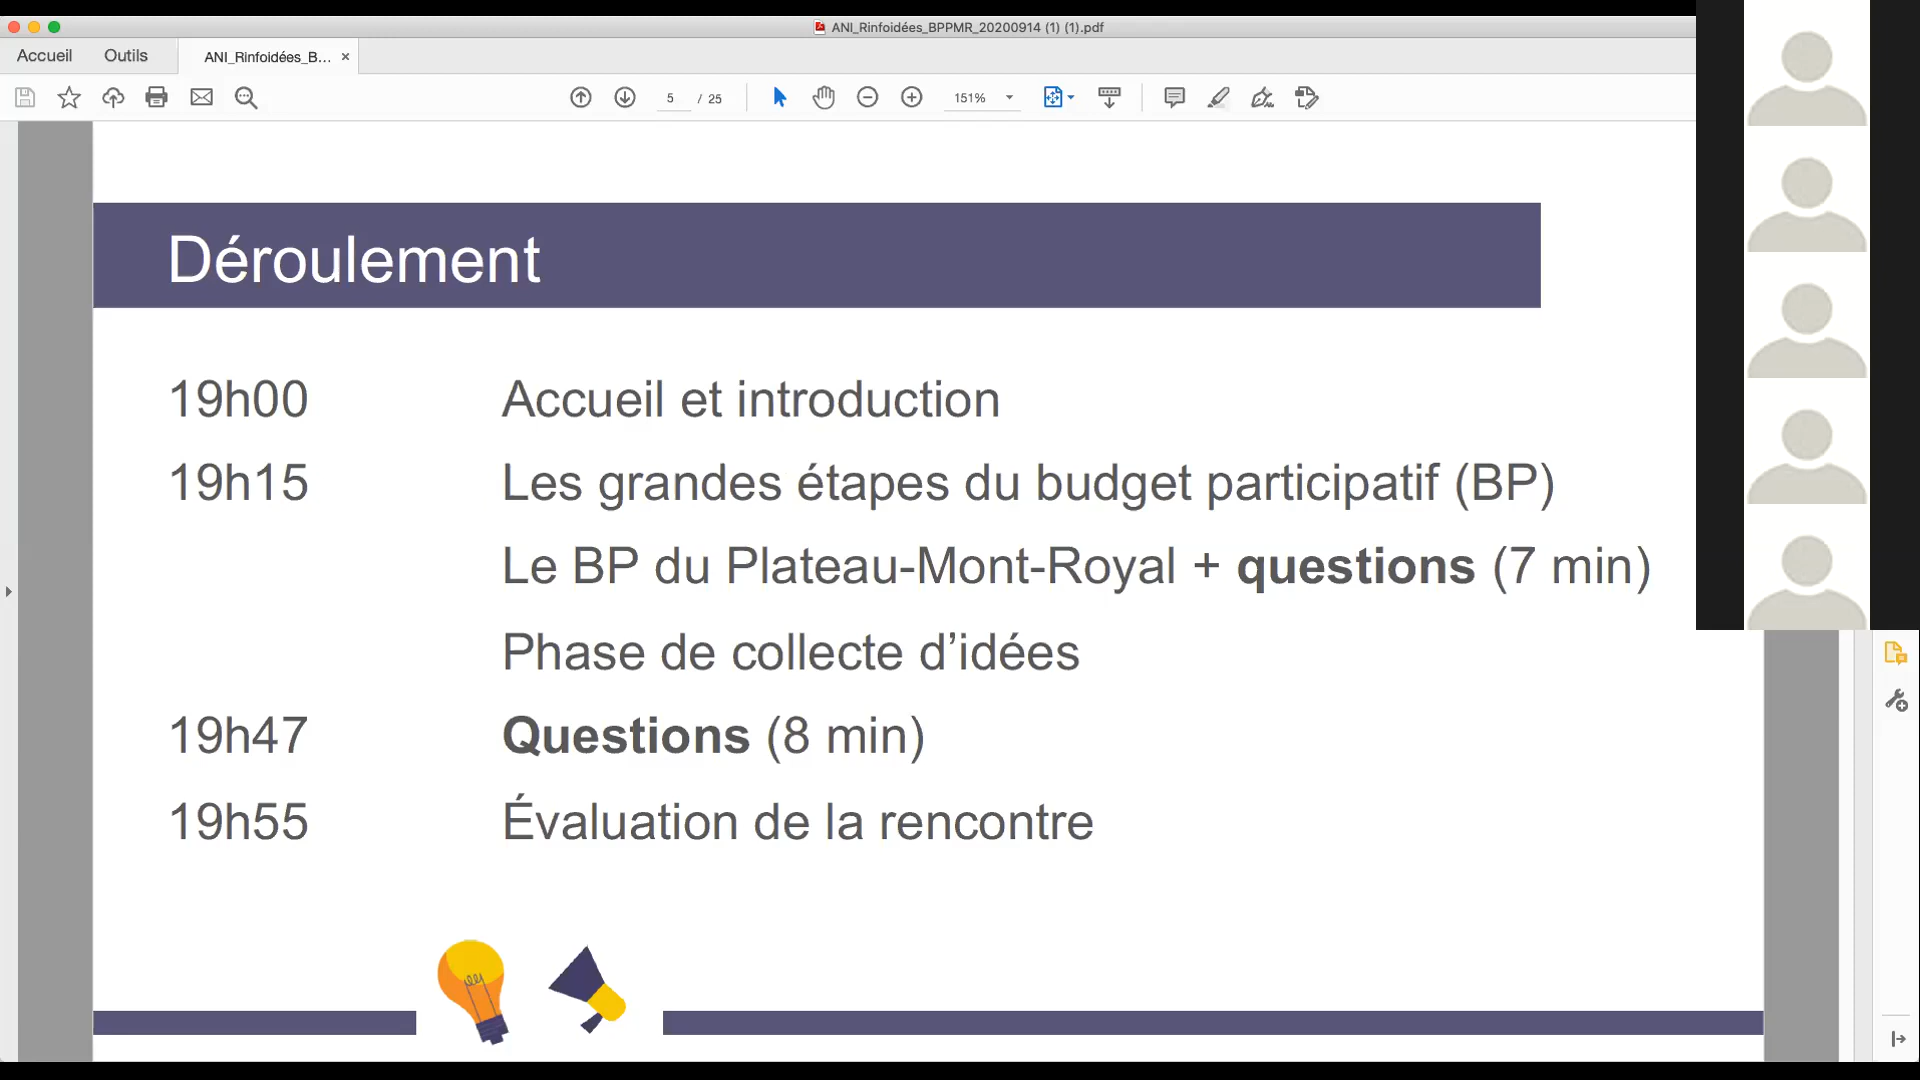 ANI_Rinfoidées_BPPMR_20200914 (1) (1).pdf
Accueil Outils ANI_Rinfoidées_B... ×
5 / 25 151%
Déroulement
19h00 Accueil et introduction
19h15 Les grandes étapes du budget participatif (BP)
Le BP du Plateau-Mont-Royal + questions (7 min)
Phase de collecte d’idées
19h47 Questions (8 min)
19h55 Évaluation de la rencontre